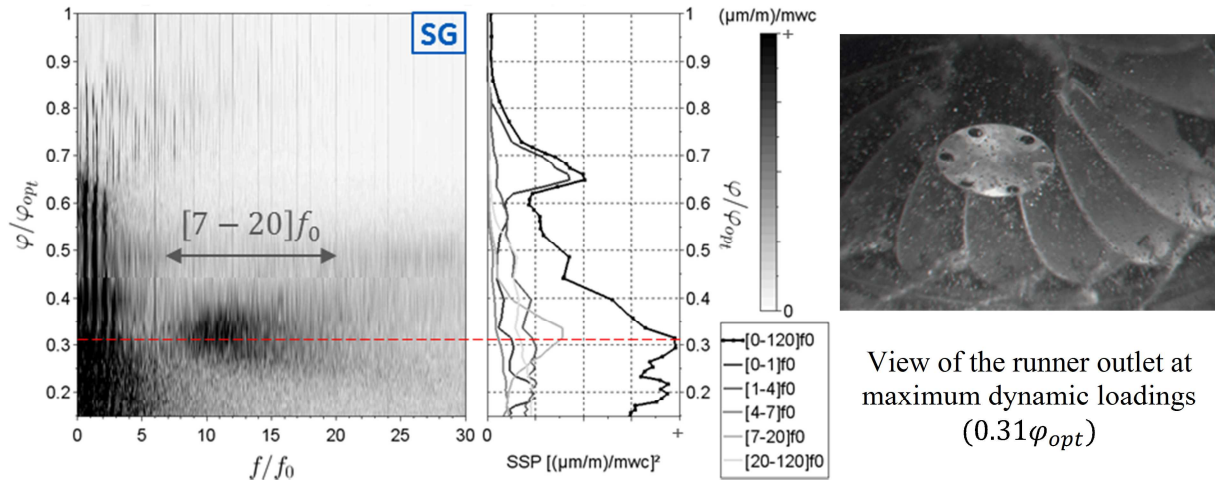 SG
1
0.9
0.8
0.7
0.6
0.5
0.4
0.3
0.2
φ/φopt
[7 − 20]f0
0 5 10 15 20 25 30
f/f0
1
0.9
0.8
0.7
0.6
0.5
0.4
0.3
0.2
φ/φopt
0 +
SSP [(μm/m)/mwc]²
(μm/m)/mwc
+
0
[0-120]f0
[0-1]f0
[1-4]f0
[4-7]f0
[7-20]f0
[20-120]f0
View of the runner outlet at
maximum dynamic loadings
(0.31φopt)